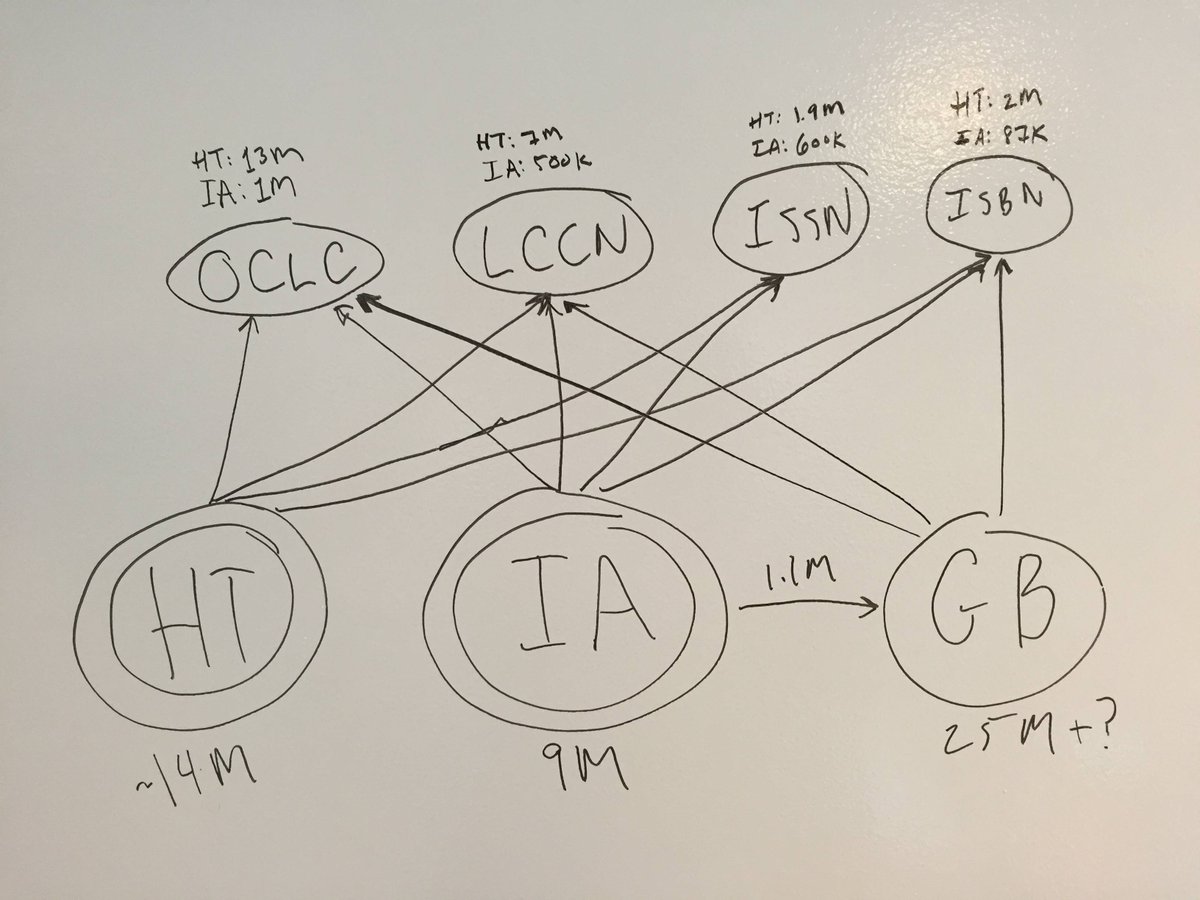 HT: 13M
IA: 1M
OCLC
HT: 7M
IA: 500K
LCCN
HT: 1.9M
IA: 600K
ISSN
HT: 2M
IA: 87K
ISBN
HT
~14M
IA
9M
1.1M
GB
25M+?